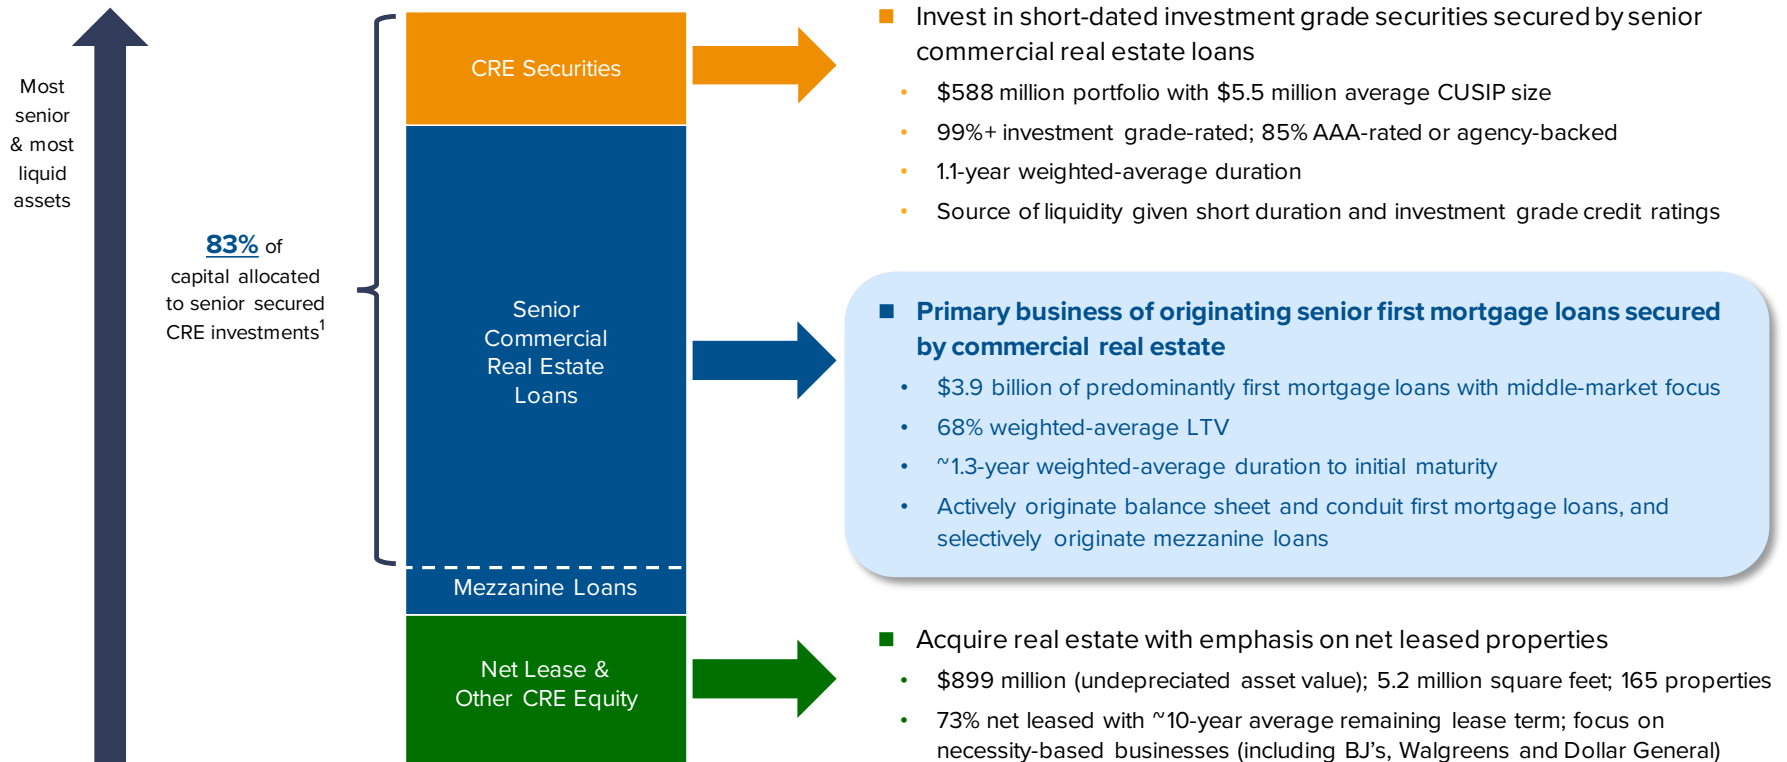 Most
senior
& most
liquid
assets
83% of
capital allocated
to senior secured
CRE investments1
CRE Securities
Senior
Commercial
Real Estate
Loans
Mezzanine Loans
Net Lease &
Other CRE Equity
■ Invest in short-dated investment grade securities secured by senior
commercial real estate loans
• $588 million portfolio with $5.5 million average CUSIP size
• 99%+ investment grade-rated; 85% AAA-rated or agency-backed
• 1.1-year weighted-average duration
• Source of liquidity given short duration and investment grade credit ratings
■ Primary business of originating senior first mortgage loans secured
by commercial real estate
• $3.9 billion of predominantly first mortgage loans with middle-market focus
• 68% weighted-average LTV
• ~1.3-year weighted-average duration to initial maturity
• Actively originate balance sheet and conduit first mortgage loans, and
selectively originate mezzanine loans
■ Acquire real estate with emphasis on net leased properties
• $899 million (undepreciated asset value); 5.2 million square feet; 165 properties
• 73% net leased with ~10-year average remaining lease term; focus on
necessity-based businesses (including BJ's, Walgreens and Dollar General)